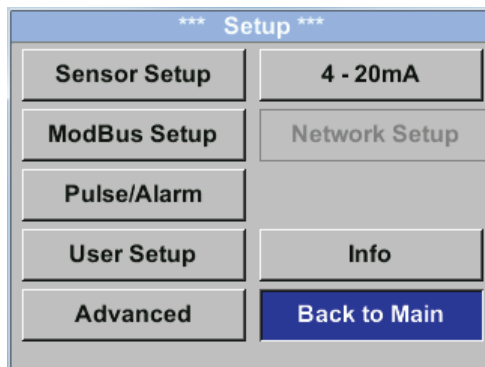 *** Setup ***
Sensor Setup
4 - 20mA
ModBus Setup
Network Setup
Pulse/Alarm
User Setup
Info
Advanced
Back to Main